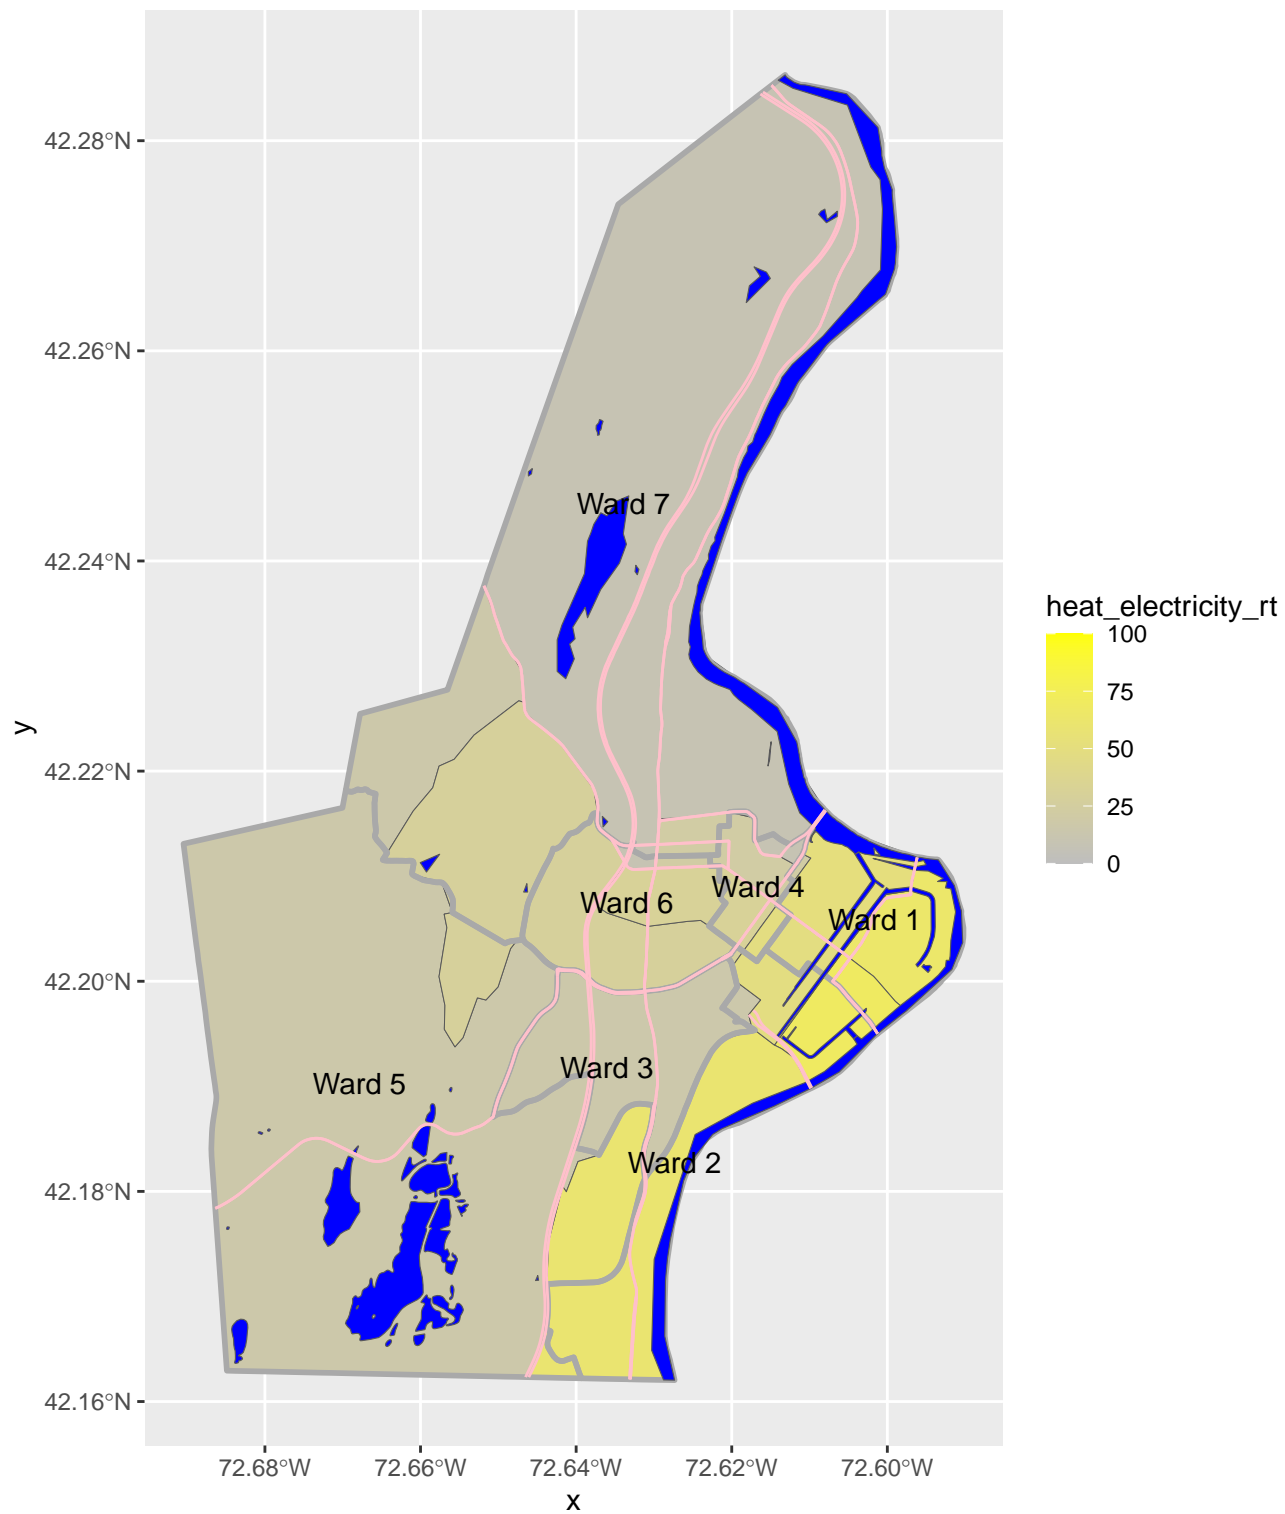 42.28°N
42.26°N
42.24°N
42.22°N
42.20°N
42.18°N
42.16°N
y
Ward 7
Ward 4
Ward 6
Ward 1
Ward 3
Ward 5
Ward 2
72.68°W
72.66°W
72.64°W
72.62°W
72.60°W
x
heat_electricity_rt
100
75
50
25
0